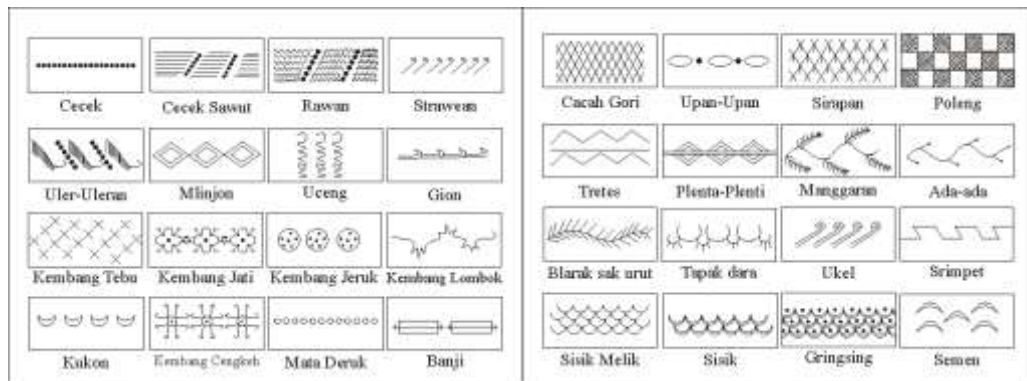 Cecek Cecek Sawut Rawan Strawean
Uler-Uleran Mlinjon Uceng Gion
Kembang Tebu Kembang Jati Kembang Jeruk Kembang Lombok
Kukon Kembang Cengkeh Mata Deruk Banji
Cacah Gori Upan-Upan Sirapan Poleng
Tretes Plenta-Plenti Manggaran Ada-ada
Blarak sak urut Tapak dara Ukel Srimpet
Sisik Melik Sisik Gringsing Semen